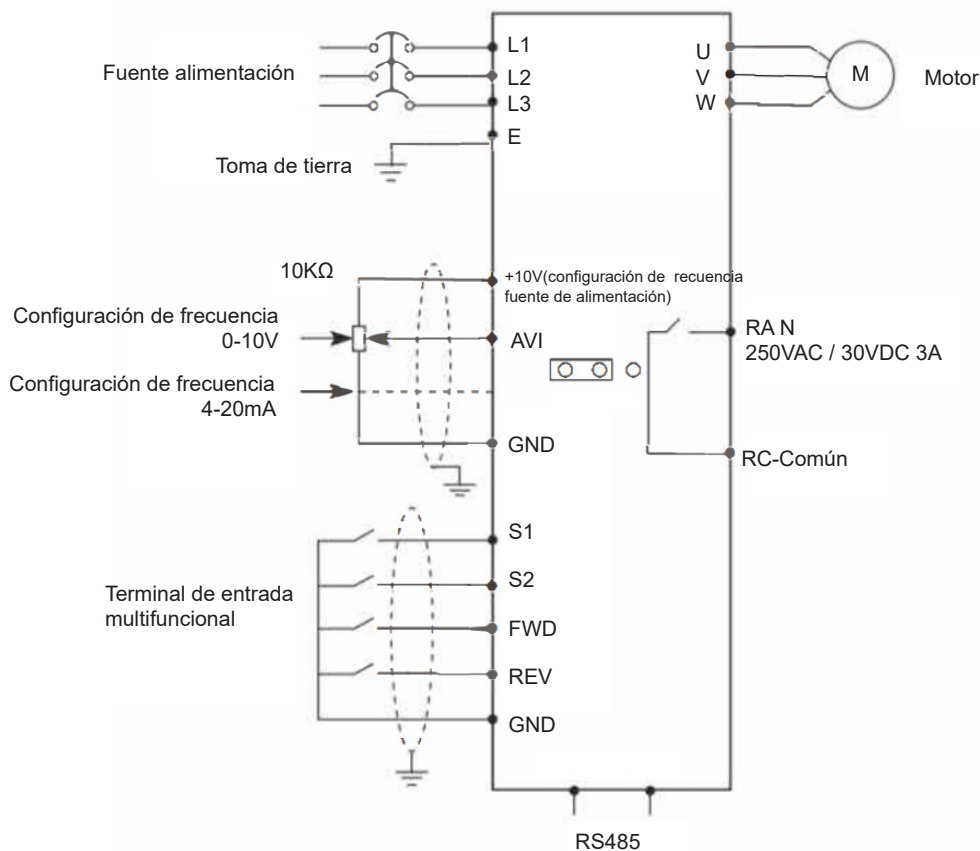 L1
U
Fuente alimentación
L2
V
M
Motor
L3
W
E
Toma de tierra
10KΩ
+10V(configuración de recuencia
fuente de alimentación)
Configuración de frecuencia
0-10V
AVI
RA N
250VAC / 30VDC 3A
Configuración de frecuencia
4-20mA
GND
RC-Común
S1
S2
Terminal de entrada
multifuncional
FWD
REV
GND
RS485